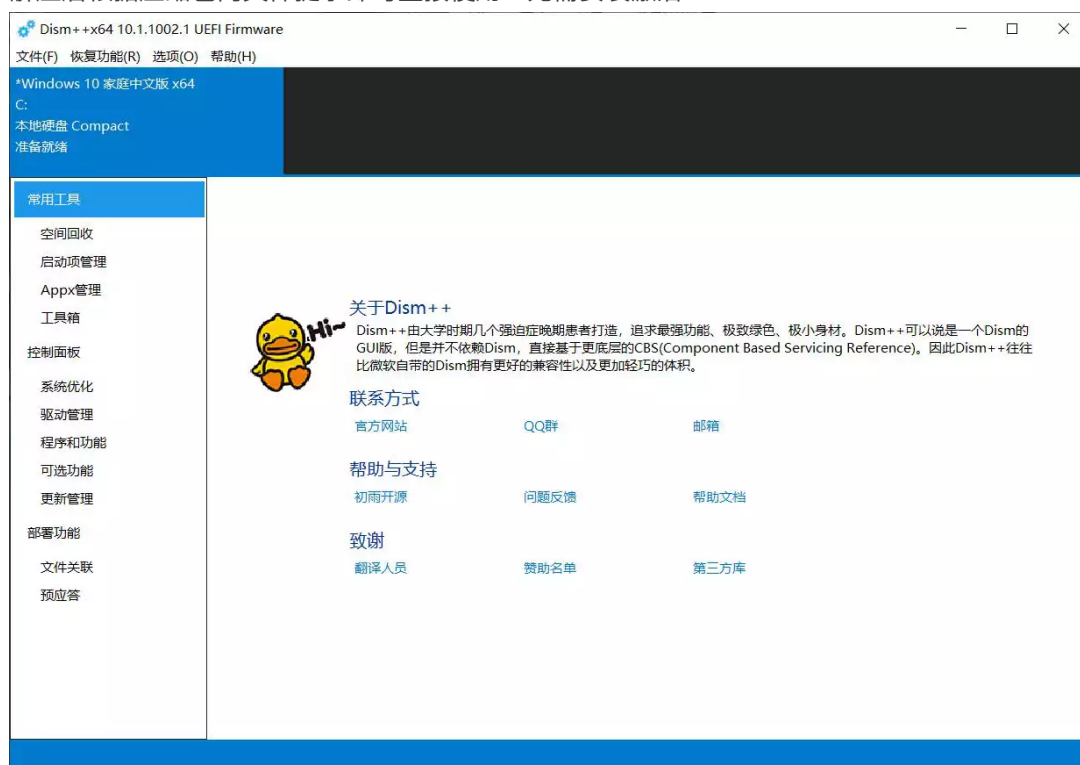 Dism++x64 10.1.1002.1 UEFI Firmware
文件(F) 恢复功能(R) 选项(O) 帮助(H)
*Windows 10 家庭中文版 x64
C:
本地硬盘 Compact
准备就绪
常用工具
空间回收
启动项管理
Appx管理
工具箱
控制面板
系统优化
驱动管理
程序和功能
可选功能
更新管理
部署功能
文件关联
预应答
Hi~
关于Dism++
Dism++由大学时期几个强迫症晚期患者打造，追求最强功能、极致绿色、极小身材。Dism++可以说是一个Dism的
GUI版，但是并不依赖Dism，直接基于更底层的CBS(Component Based Servicing Reference)。因此Dism++往往
比微软自带的Dism拥有更好的兼容性以及更加轻巧的体积。
联系方式
官方网站 QQ群 邮箱
帮助与支持
初雨开源 问题反馈 帮助文档
致谢
翻译人员 赞助名单 第三方库